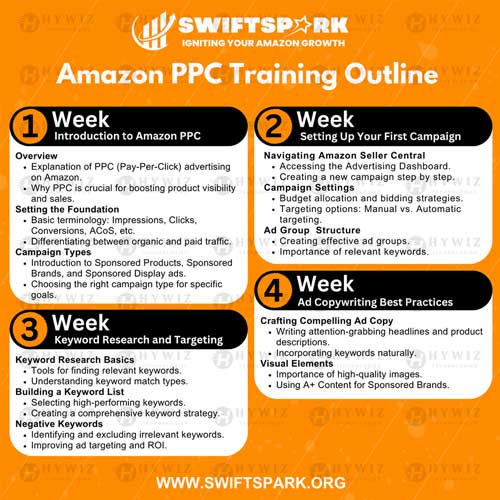 SWIFTSPARK
IGNITING YOUR AMAZON GROWTH
Amazon PPC Training Outline
1 Week
Introduction to Amazon PPC
Overview
• Explanation of PPC (Pay-Per-Click) advertising
on Amazon.
• Why PPC is crucial for boosting product visibility
and sales.
Setting the Foundation
• Basic terminology: Impressions, Clicks,
Conversions, ACoS, etc.
• Differentiating between organic and paid traffic.
Campaign Types
• Introduction to Sponsored Products, Sponsored
Brands, and Sponsored Display ads.
• Choosing the right campaign type for specific
goals.
2 Week
Setting Up Your First Campaign
Navigating Amazon Seller Central
• Accessing the Advertising Dashboard.
• Creating a new campaign step by step.
Campaign Settings
• Budget allocation and bidding strategies.
• Targeting options: Manual vs. Automatic
targeting.
Ad Group Structure
• Creating effective ad groups.
• Importance of relevant keywords.
3 Week
Keyword Research and Targeting
Keyword Research Basics
• Tools for finding relevant keywords.
• Understanding keyword match types.
Building a Keyword List
• Selecting high-performing keywords.
• Creating a comprehensive keyword strategy.
Negative Keywords
• Identifying and excluding irrelevant keywords.
• Improving ad targeting and ROI.
4 Week
Ad Copywriting Best Practices
Crafting Compelling Ad Copy
• Writing attention-grabbing headlines and product
descriptions.
• Incorporating keywords naturally.
Visual Elements
• Importance of high-quality images.
• Using A+ Content for Sponsored Brands.
WWW.SWIFTSPARK.ORG
HYWIZ